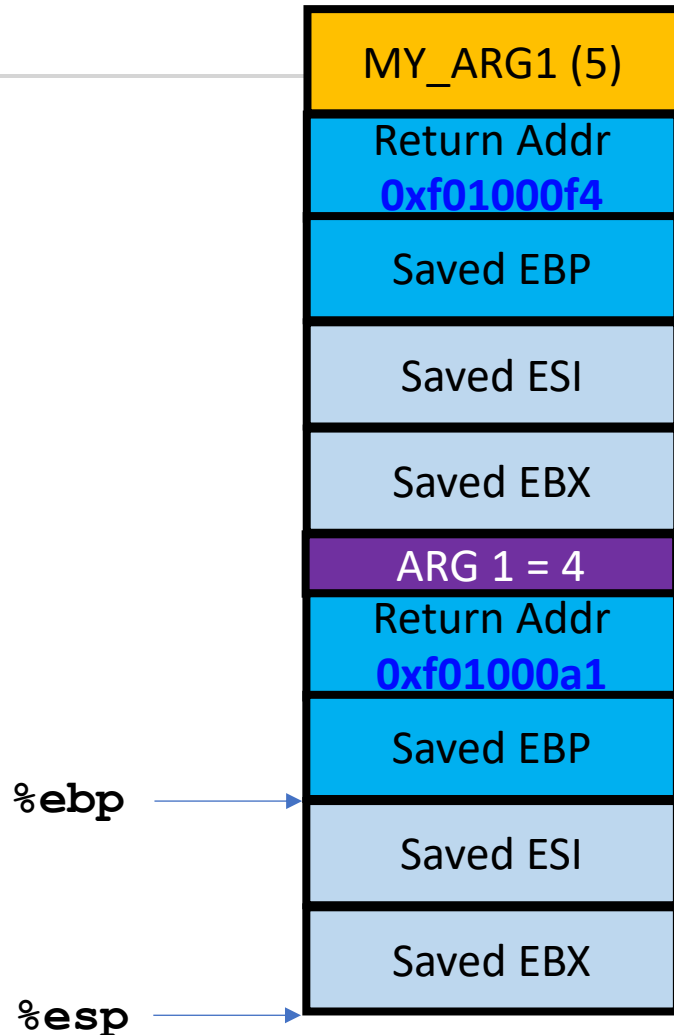 MY_ARG1 (5)
Return Addr
0xf01000f4
Saved EBP
Saved ESI
Saved EBX
ARG 1 = 4
Return Addr
0xf01000a1
Saved EBP
%ebp
Saved ESI
Saved EBX
%esp